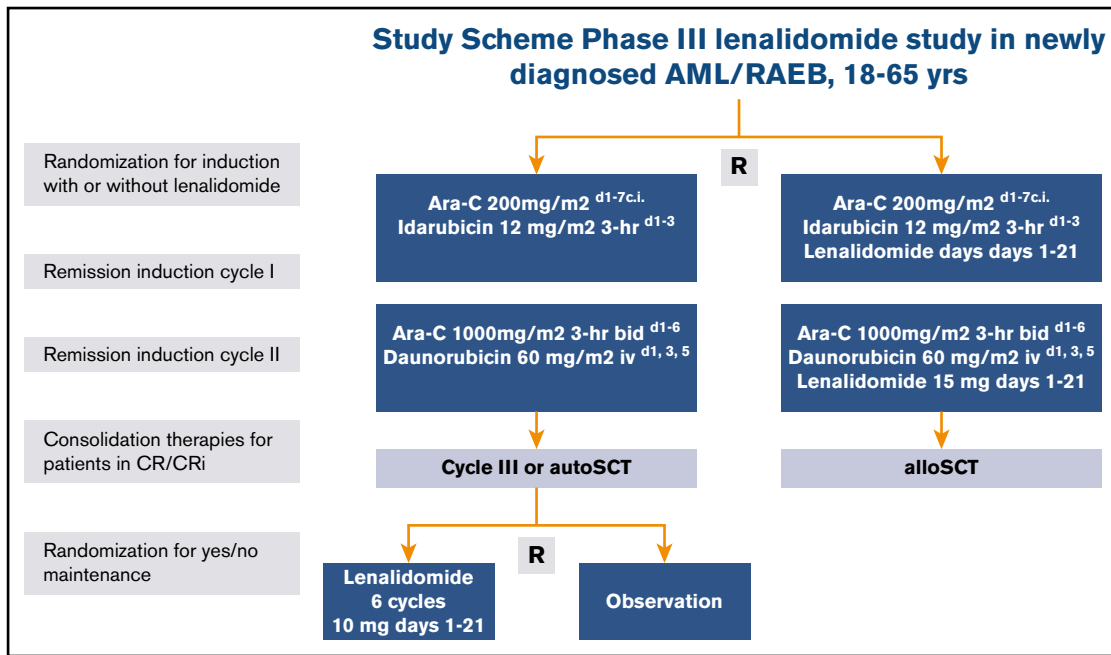 Study Scheme Phase III lenalidomide study in newly
diagnosed AML/RAEB, 18-65 yrs
Randomization for induction
with or without lenalidomide
R
Ara-C 200mg/m2 d1-7c.i.
Idarubicin 12 mg/m2 3-hr d1-3
Ara-C 200mg/m2 d1-7c.i.
Idarubicin 12 mg/m2 3-hr d1-3
Lenalidomide days days 1-21
Remission induction cycle I
Remission induction cycle II
Ara-C 1000mg/m2 3-hr bid d1-6
Daunorubicin 60 mg/m2 iv d1, 3, 5
Ara-C 1000mg/m2 3-hr bid d1-6
Daunorubicin 60 mg/m2 iv d1, 3, 5
Lenalidomide 15 mg days 1-21
Consolidation therapies for
patients in CR/CRi
Cycle III or autoSCT
alloSCT
Randomization for yes/no
maintenance
R
Lenalidomide
6 cycles
10 mg days 1-21
Observation